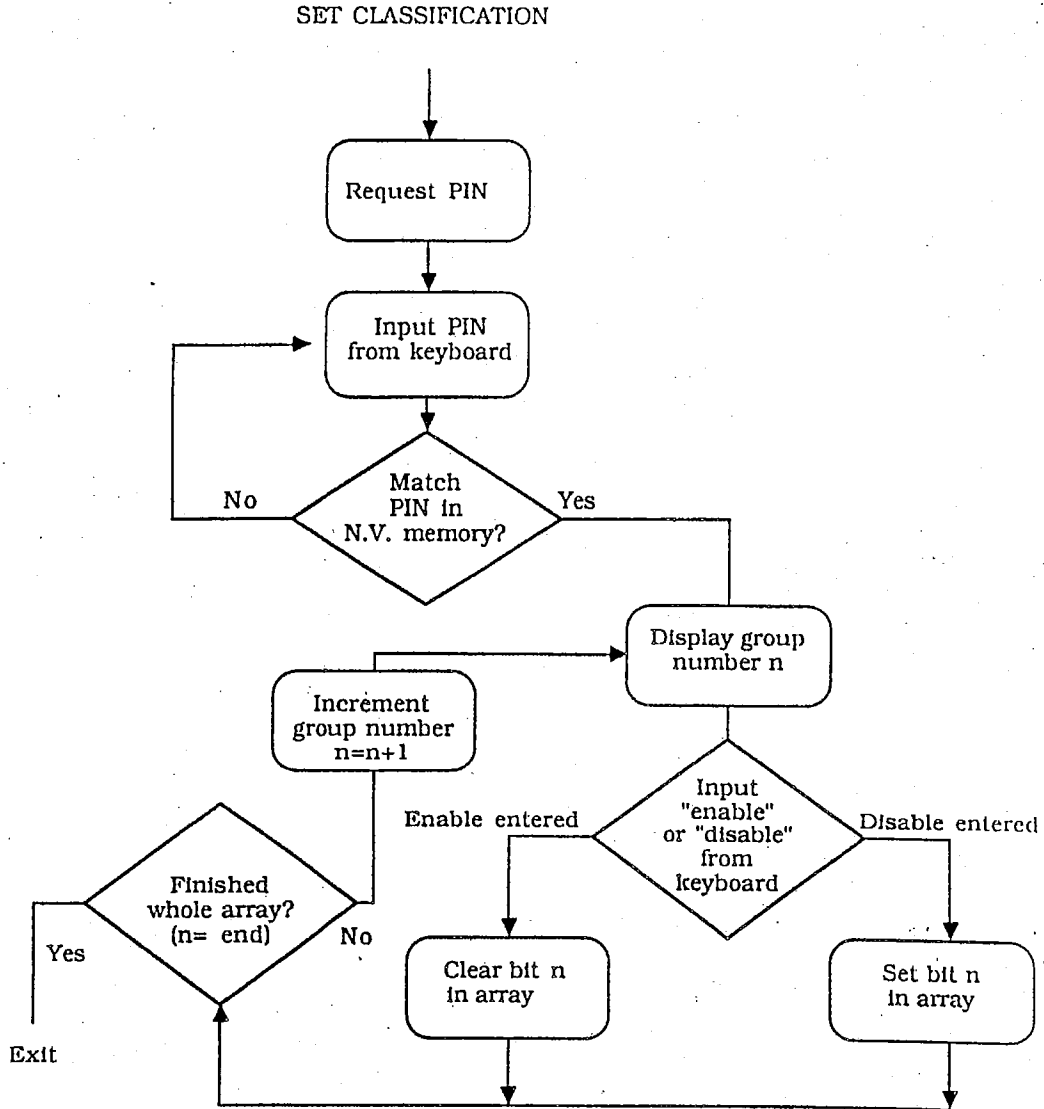 SET CLASSIFICATION
Request PIN
Input PIN
from keyboard
Match
PIN in
N.V. memory?
No
Yes
Display group
number n
Increment
group number
n=n+1
Input
"enable"
or "disable"
from
keyboard
Enable entered
Disable entered
Finished
whole array?
(n= end)
Yes
No
Clear bit n
in array
Set bit n
in array
Exit